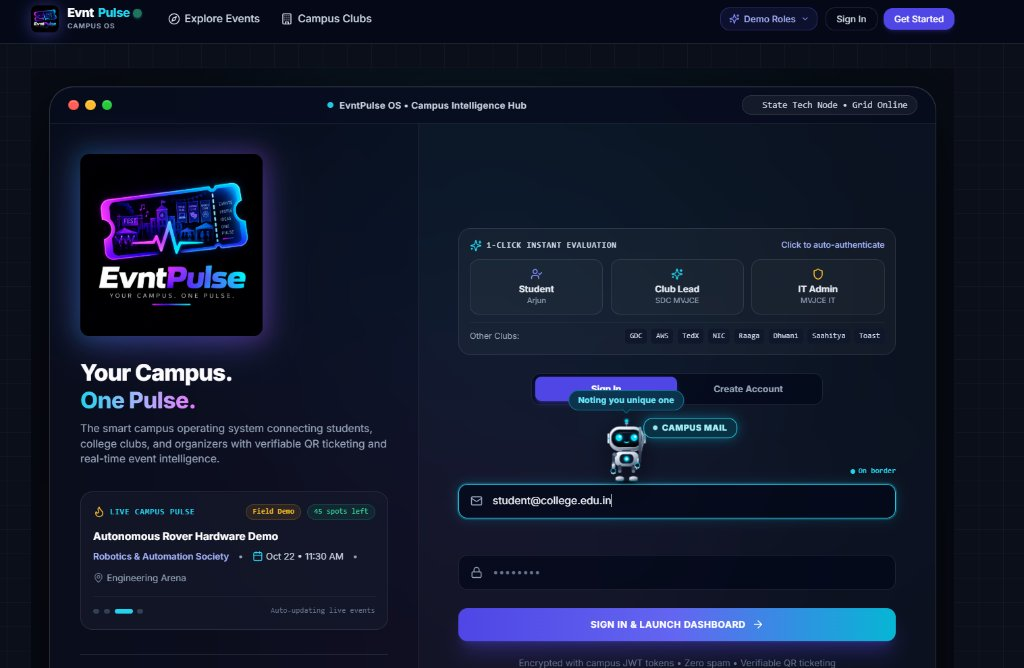 Evnt Pulse
CAMPUS OS
Explore Events
Campus Clubs
Demo Roles
Sign In
Get Started
EvntPulse OS • Campus Intelligence Hub
State Tech Node • Grid Online
EvntPulse
YOUR CAMPUS. ONE PULSE.
Your Campus.
One Pulse.
The smart campus operating system connecting students,
college clubs, and organizers with verifiable QR ticketing and
real-time event intelligence.
LIVE CAMPUS PULSE
Field Demo
45 spots left
Autonomous Rover Hardware Demo
Robotics & Automation Society • Oct 22 • 11:30 AM •
Engineering Arena
Auto-updating live events
1-CLICK INSTANT EVALUATION
Click to auto-authenticate
Student
Arjun
Club Lead
SDC MVJCE
IT Admin
MVJCE IT
Other Clubs:
GDC
AWS
TedX
NIC
Raaga
Dhwani
Saahitya
Toast
Sign In
Create Account
Noting you unique one
CAMPUS MAIL
On border
student@college.edu.in
SIGN IN & LAUNCH DASHBOARD →
Encrypted with campus JWT tokens • Zero spam • Verifiable QR ticketing